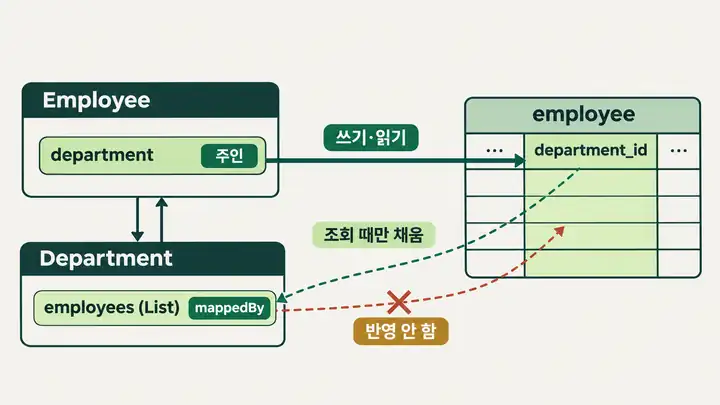 Employee
department 주인
쓰기·읽기
employee
... department_id ...
조회 때만 채움
Department
employees (List) mappedBy
반영 안 함